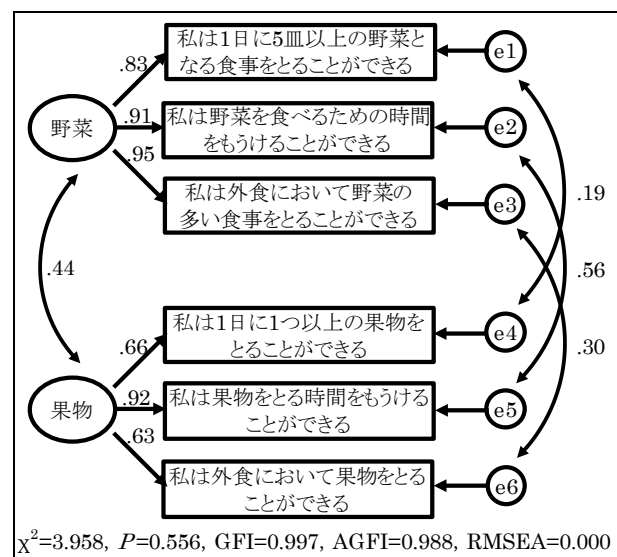 私は1日に5皿以上の野菜と
なる食事をとることができる
e1
.83
野菜
.91
私は野菜を食べるための時間
をもうけることができる
e2
.95
私は外食において野菜の
多い食事をとることができる
e3
.19
.44
.56
私は1日に1つ以上の果物を
とることができる
e4
.30
.66
果物
.92
私は果物をとる時間をもうける
ことができる
e5
.63
私は外食において果物をとる
ことができる
e6
χ²=3.958, P=0.556, GFI=0.997, AGFI=0.988, RMSEA=0.000